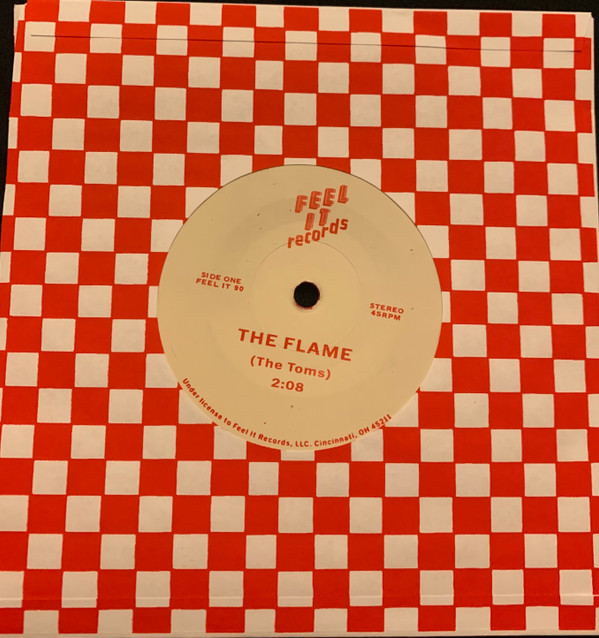 FEEL
IT
records
SIDE ONE
FEEL IT 90
STEREO
45RPM
THE FLAME
(The Toms)
2:08
Under license to Feel It Records, LLC. Cincinnati, OH 45211